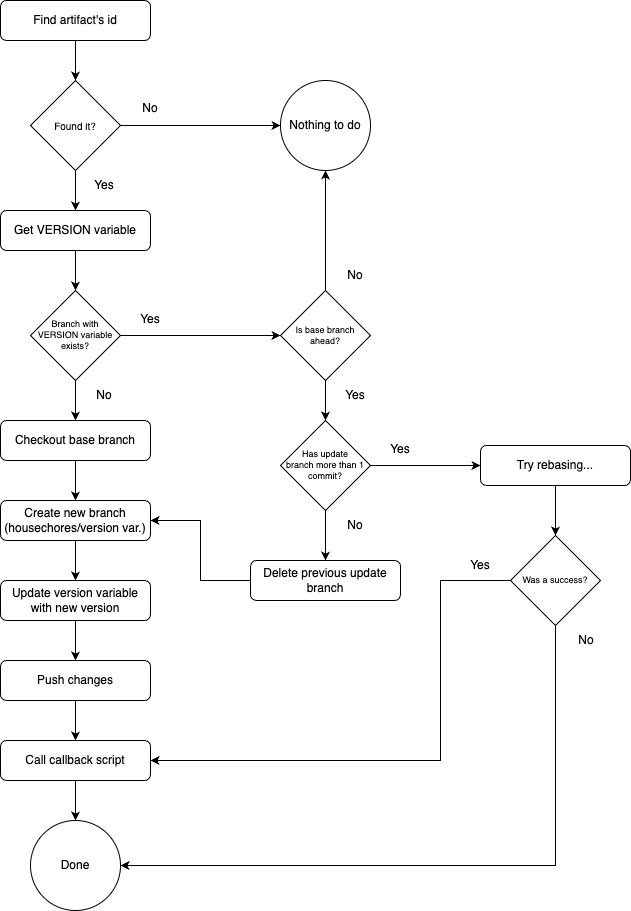 Find artifact's id
No
Found it?
Nothing to do
Yes
Get VERSION variable
No
Branch with
VERSION variable
exists?
Yes
Is base branch
ahead?
No
Yes
Checkout base branch
Has update
branch more than 1
commit?
Yes
Try rebasing...
Create new branch
(housechores/version var.)
No
Delete previous update
branch
Yes
Was a success?
Update version variable
with new version
No
Push changes
Call callback script
Done